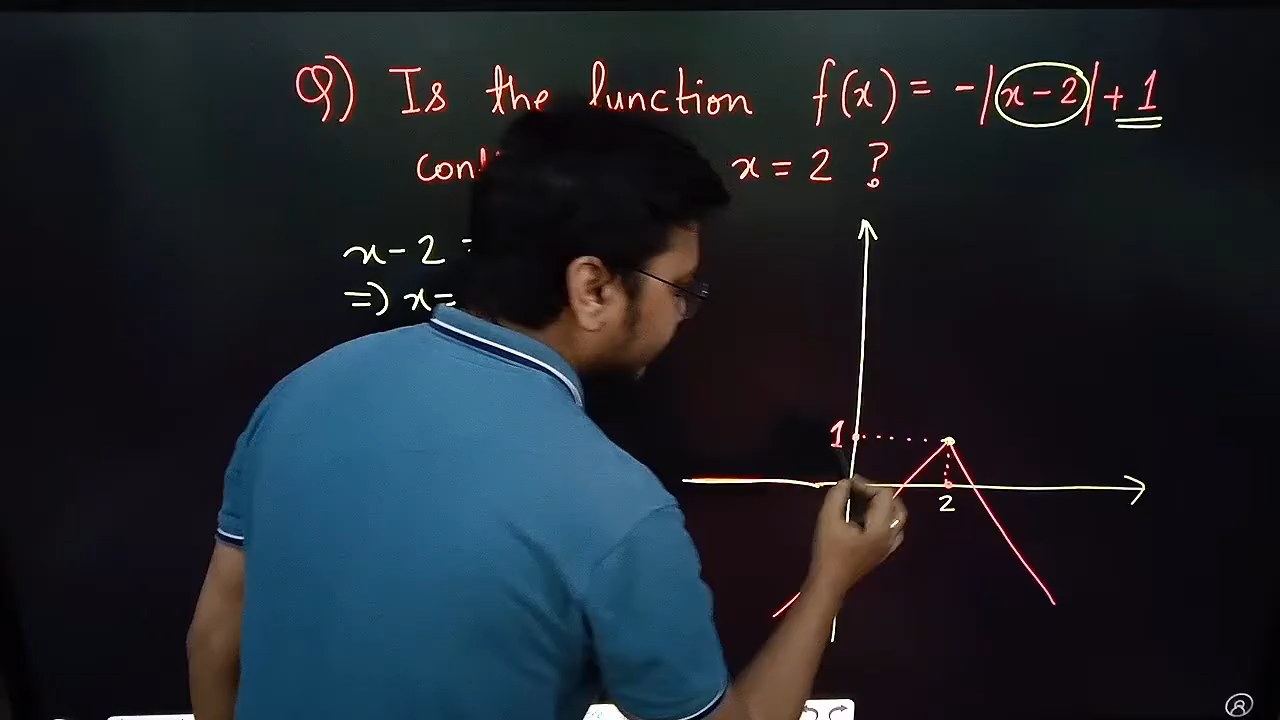 Q) Is the function f(x) = -|x-2| + 1
x = 2 ?
x - 2 =
=) x =
1
2